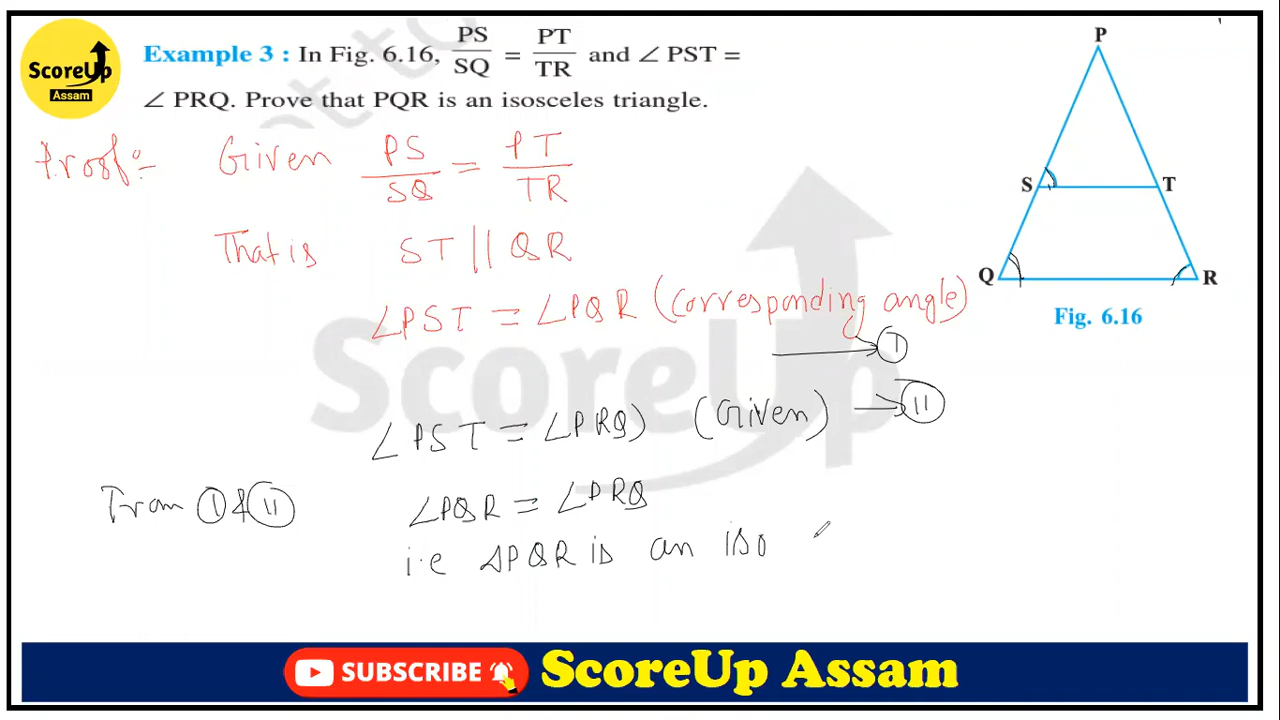 ScoreUp
Assam
Example 3 : In Fig. 6.16, PS/SQ = PT/TR and ∠ PST =
∠ PRQ. Prove that PQR is an isosceles triangle.
Proof:- Given PS/SQ = PT/TR
That is ST || QR
∠PST = ∠PQR (corresponding angle)
I
∠PST = ∠PRQ (Given) → II
From I & II ∠PQR = ∠PRQ
i.e ΔPQR is an iso
P
S T
Q R
Fig. 6.16
ScoreUp
SUBSCRIBE ScoreUp Assam